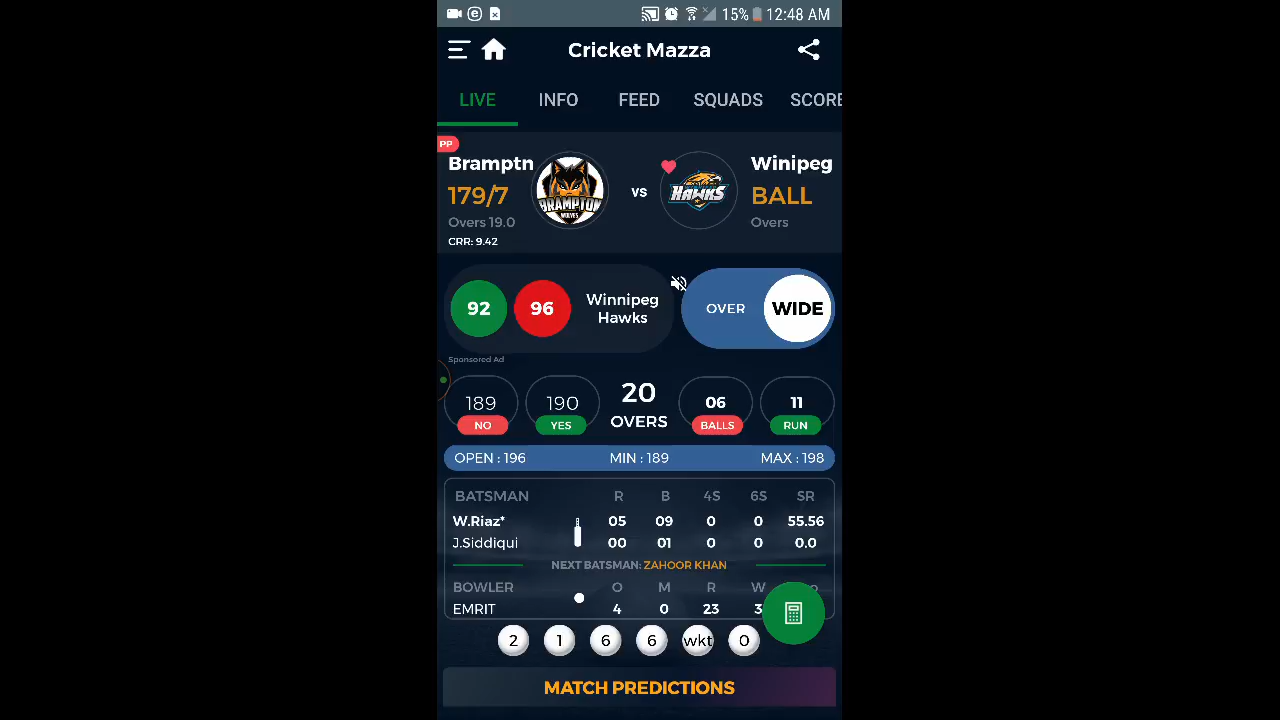 15% 12:48 AM
Cricket Mazza
LIVE INFO FEED SQUADS SCORE
PP
Bramptn Winipeg
179/7 BRAMPTON WOLVES vs HAWKS BALL
Overs 19.0 Overs
CRR: 9.42
92 96 Winnipeg Hawks OVER WIDE
Sponsored Ad
189 190 20 06 11
NO YES OVERS BALLS RUN
OPEN : 196 MIN : 189 MAX : 198
BATSMAN R B 4S 6S SR
W.Riaz* 05 09 0 0 55.56
J.Siddiqui 00 01 0 0 0.0
NEXT BATSMAN: ZAHOOR KHAN
BOWLER O M R W
EMRIT 4 0 23 3
2 1 6 6 wkt 0
MATCH PREDICTIONS